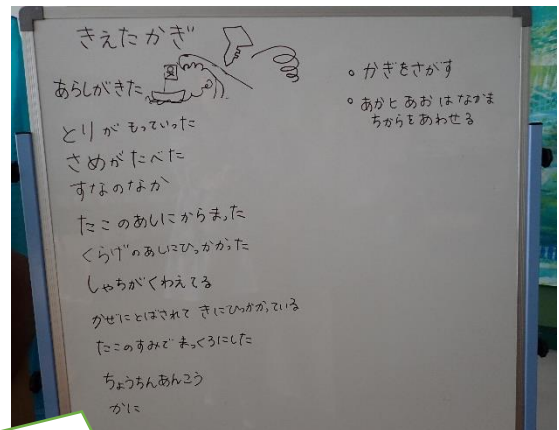 きえたかぎ
あらしがきた
とりが もっていった
さめがたべた
すなのなか
たこのあしにからまった
くらげのあしにひっかかった
しゃちがくわえてる
かぜにとばされて きにひっかかっている
たこのすみで まっくろにした
ちょうちんあんこう
かに
○ かぎをさがす
○ あかと あお は なかま
ちからを あわせる